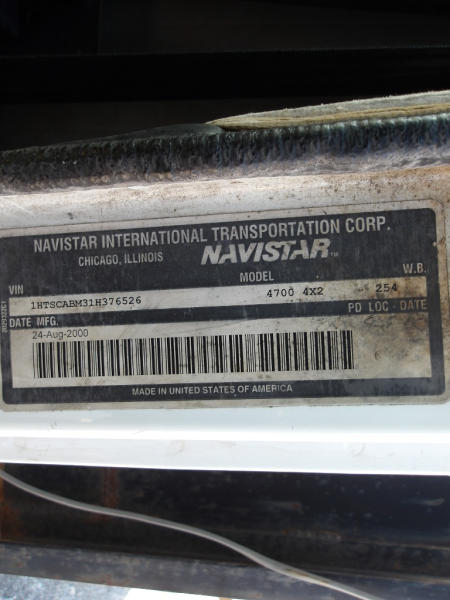 NAVISTAR INTERNATIONAL TRANSPORTATION CORP.
CHICAGO, ILLINOIS NAVISTAR™
VIN MODEL W.B.
1HTSCABM31H376526 4700 4X2 254
DATE MFG. PD LOC - DATE
24-Aug-2000
MADE IN UNITED STATES OF AMERICA